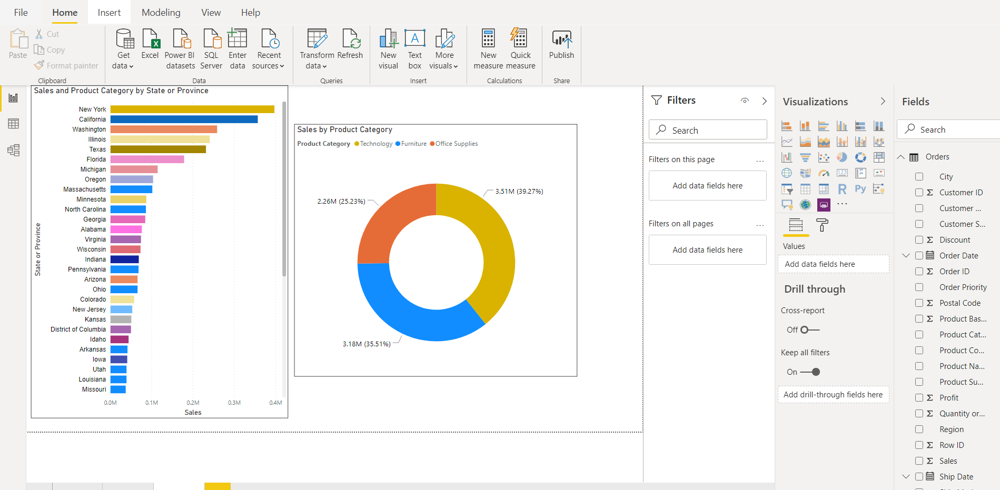 File Home Insert Modeling View Help
Paste
Cut
Copy
Format painter
Clipboard
Get data
Excel
Power BI datasets
SQL Server
Enter data
Recent sources
Data
Transform data
Refresh
Queries
New visual
Text box
More visuals
Insert
New measure
Quick measure
Calculations
Publish
Share
Sales and Product Category by State or Province
State or Province
New York
California
Washington
Illinois
Texas
Florida
Michigan
Oregon
Massachusetts
Minnesota
North Carolina
Georgia
Alabama
Virginia
Wisconsin
Indiana
Pennsylvania
Arizona
Ohio
Colorado
New Jersey
Kansas
District of Columbia
Idaho
Arkansas
Iowa
Utah
Louisiana
Missouri
0.0M 0.1M 0.2M 0.3M 0.4M
Sales
Sales by Product Category
Product Category Technology Furniture Office Supplies
3.51M (39.27%)
2.26M (25.23%)
3.18M (35.51%)
Filters
Search
Filters on this page ...
Add data fields here
Filters on all pages ...
Add data fields here
Visualizations
123
R Py
...
Values
Add data fields here
Drill through
Cross-report
Off
Keep all filters
On
Add drill-through fields here
Fields
Search
Orders
City
Σ Customer ID
Customer ...
Customer S...
Σ Discount
Order Date
Σ Order ID
Order Priority
Σ Postal Code
Σ Product Bas...
Product Cat...
Product Co...
Product Na...
Product Su...
Σ Profit
Σ Quantity or...
Region
Σ Row ID
Σ Sales
Ship Date